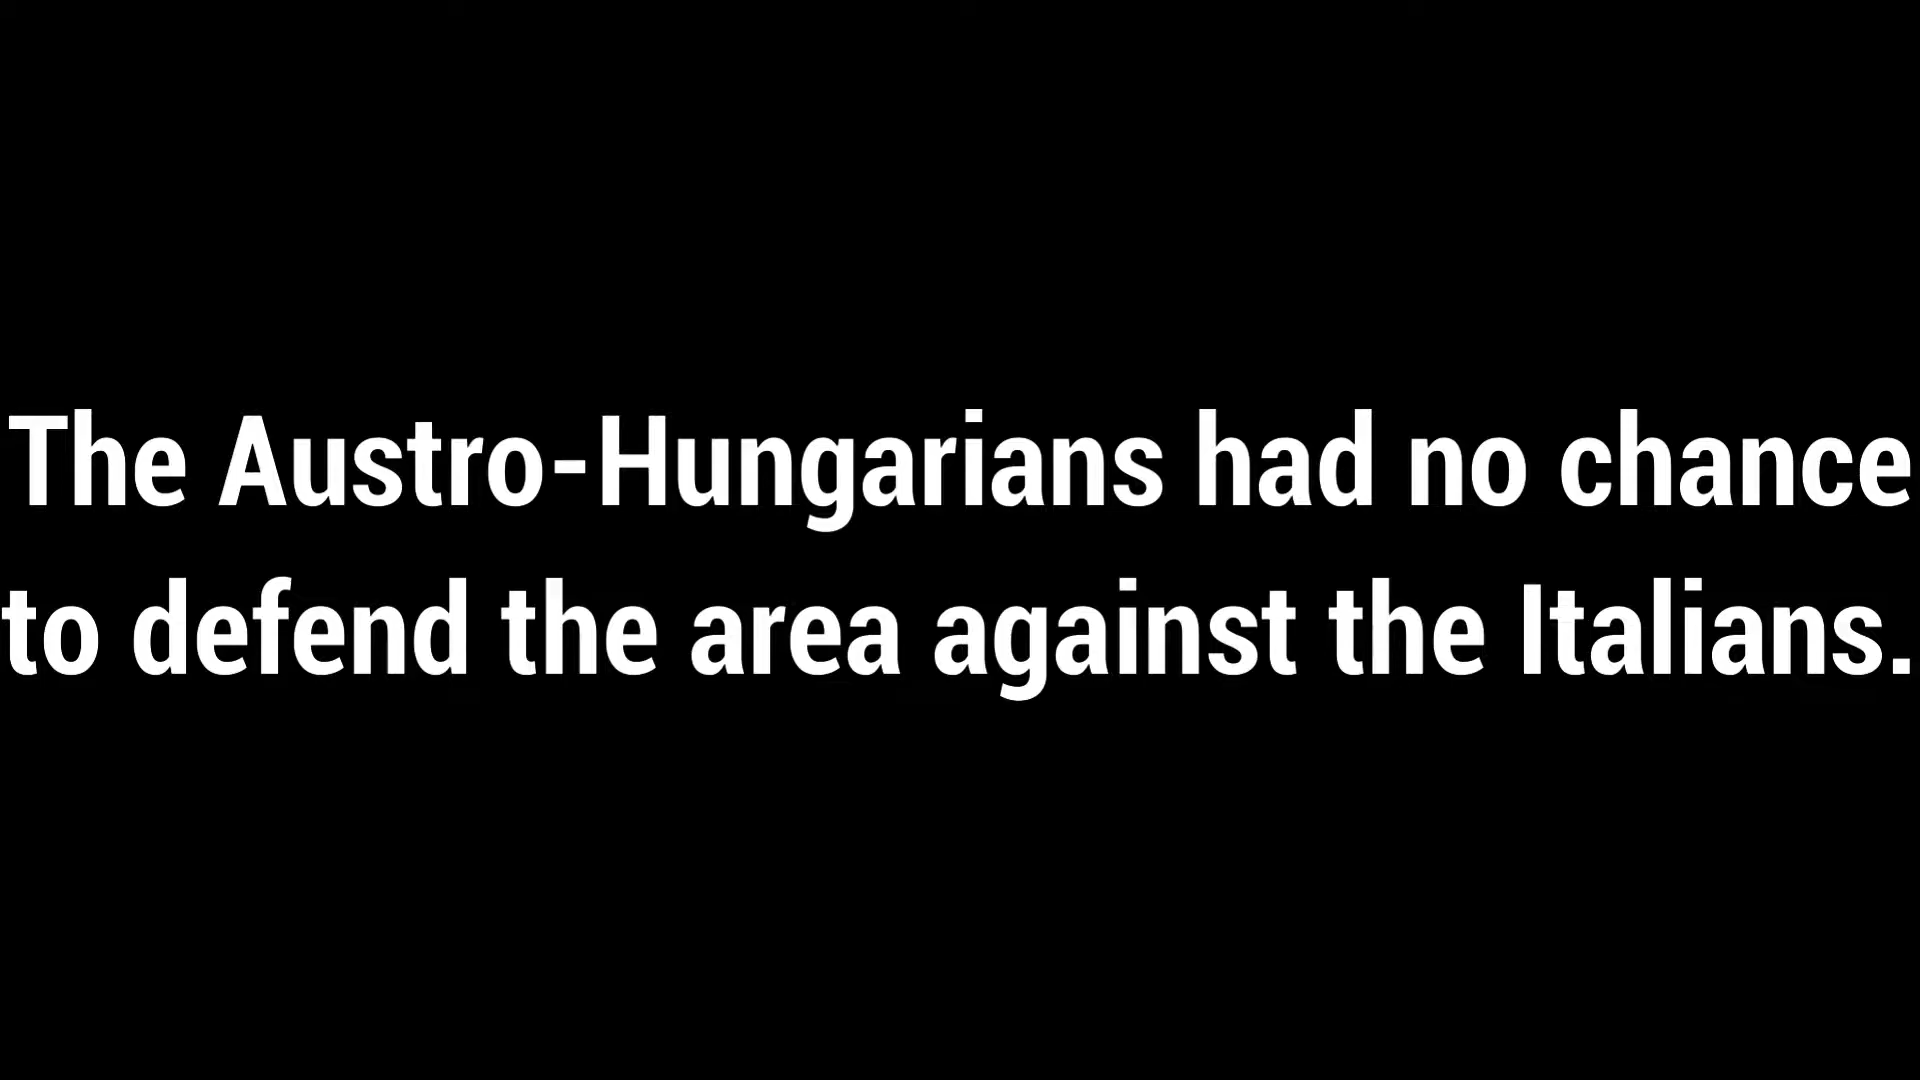 The Austro-Hungarians had no chance
to defend the area against the Italians.